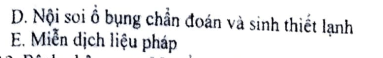 D. Nội soi ổ bụng chẩn đoán và sinh thiết lạnh
E. Miễn dịch liệu pháp